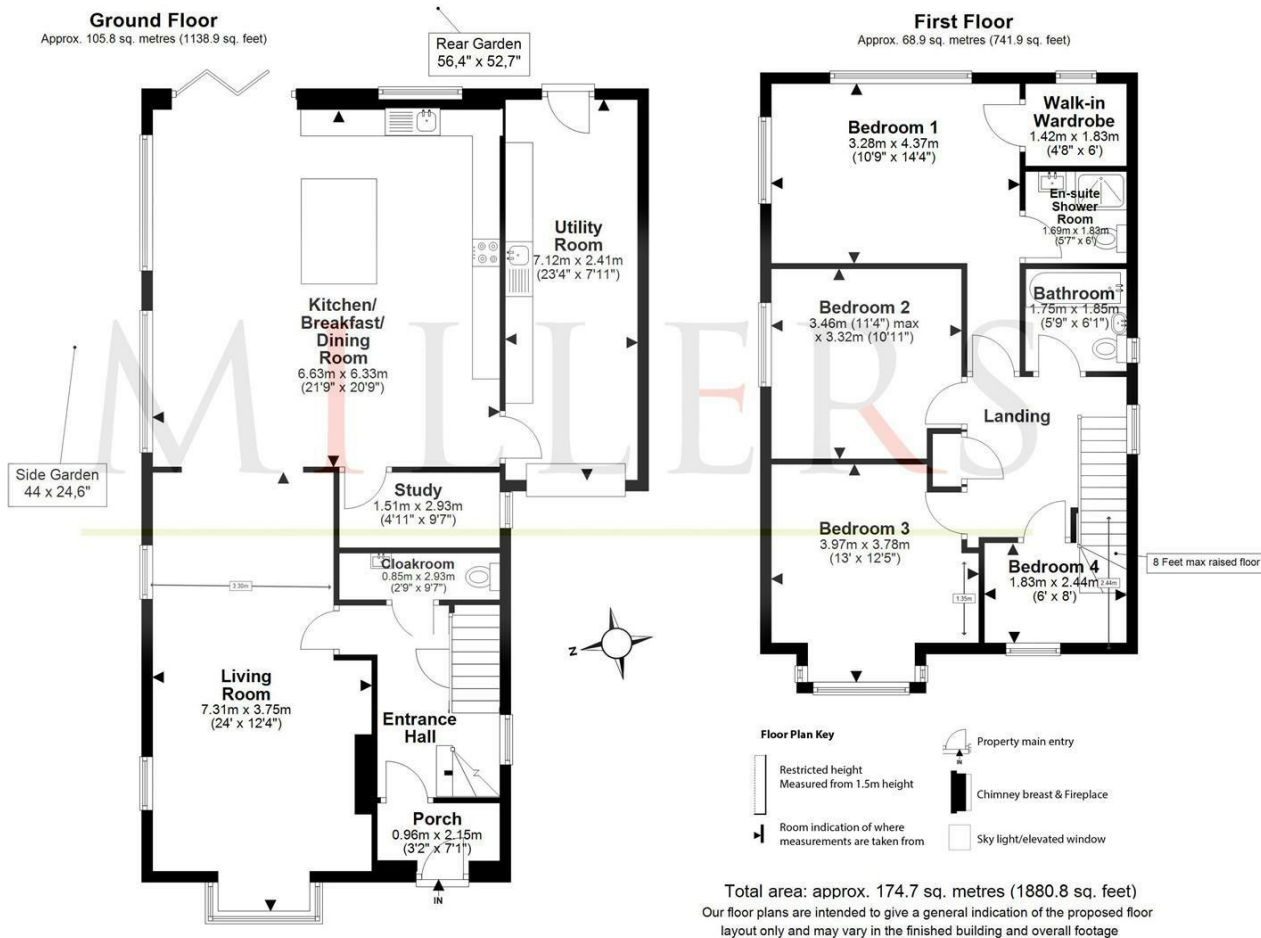 Ground Floor
Approx. 105.8 sq. metres (1138.9 sq. feet)
Rear Garden
56,4" x 52,7"
Utility
Room
7.12m x 2.41m
(23'4" x 7'11")
Kitchen/
Breakfast/
Dining
Room
6.63m x 6.33m
(21'9" x 20'9")
Side Garden
44 x 24,6"
Study
1.51m x 2.93m
(4'11" x 9'7")
Cloakroom
0.85m x 2.93m
(2'9" x 9'7")
3.30m
Living
Room
7.31m x 3.75m
(24' x 12'4")
Entrance
Hall
Porch
0.96m x 2.15m
(3'2" x 7'1")
IN
N
First Floor
Approx. 68.9 sq. metres (741.9 sq. feet)
Bedroom 1
3.28m x 4.37m
(10'9" x 14'4")
Walk-in
Wardrobe
1.42m x 1.83m
(4'8" x 6')
En-suite
Shower
Room
1.69m x 1.83m
(5'7" x 6')
Bedroom 2
3.46m (11'4") max
x 3.32m (10'11")
Bathroom
1.75m x 1.85m
(5'9" x 6'1")
Landing
Bedroom 3
3.97m x 3.78m
(13' x 12'5")
1.35m
Bedroom 4
1.83m x 2.44m
(6' x 8')
2.44m
8 Feet max raised floor
MILLERS
Floor Plan Key
Restricted height
Measured from 1.5m height
Room indication of where
measurements are taken from
Property main entry
IN
Chimney breast & Fireplace
Sky light/elevated window
Total area: approx. 174.7 sq. metres (1880.8 sq. feet)
Our floor plans are intended to give a general indication of the proposed floor
layout only and may vary in the finished building and overall footage